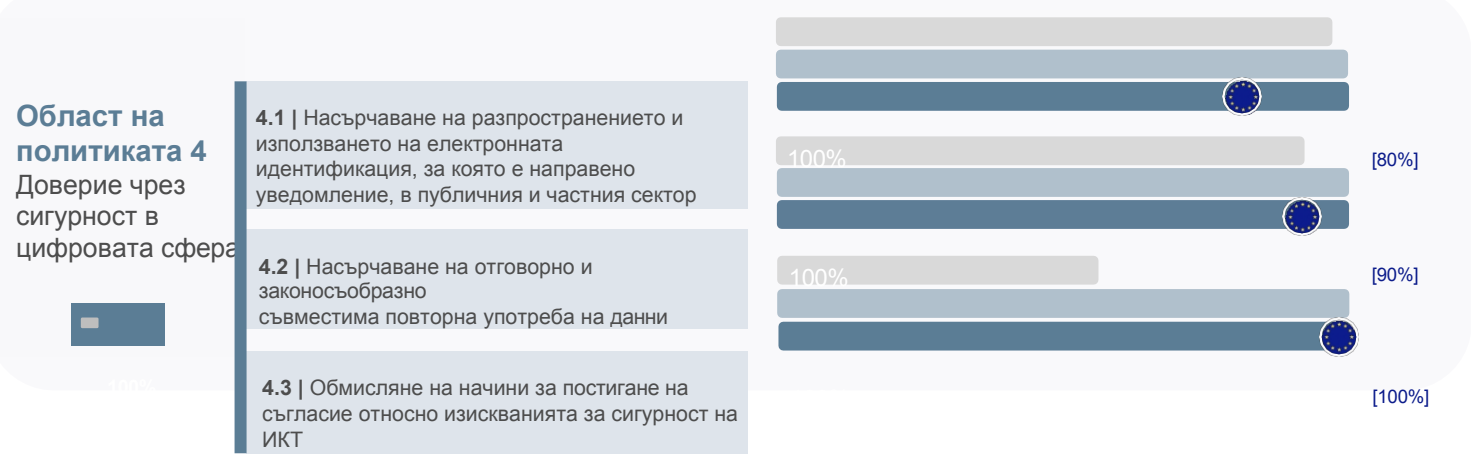 Област на
политиката 4
Доверие чрез
сигурност в
цифровата сфера
100%
4.1 | Насърчаване на разпространението и
използването на електронната
идентификация, за която е направено
уведомление, в публичния и частния сектор
4.2 | Насърчаване на отговорно и
законосъобразно
съвместима повторна употреба на данни
4.3 | Обмисляне на начини за постигане на
съгласие относно изискванията за сигурност на
ИКТ
100%
[80%]
100%
[90%]
[100%]